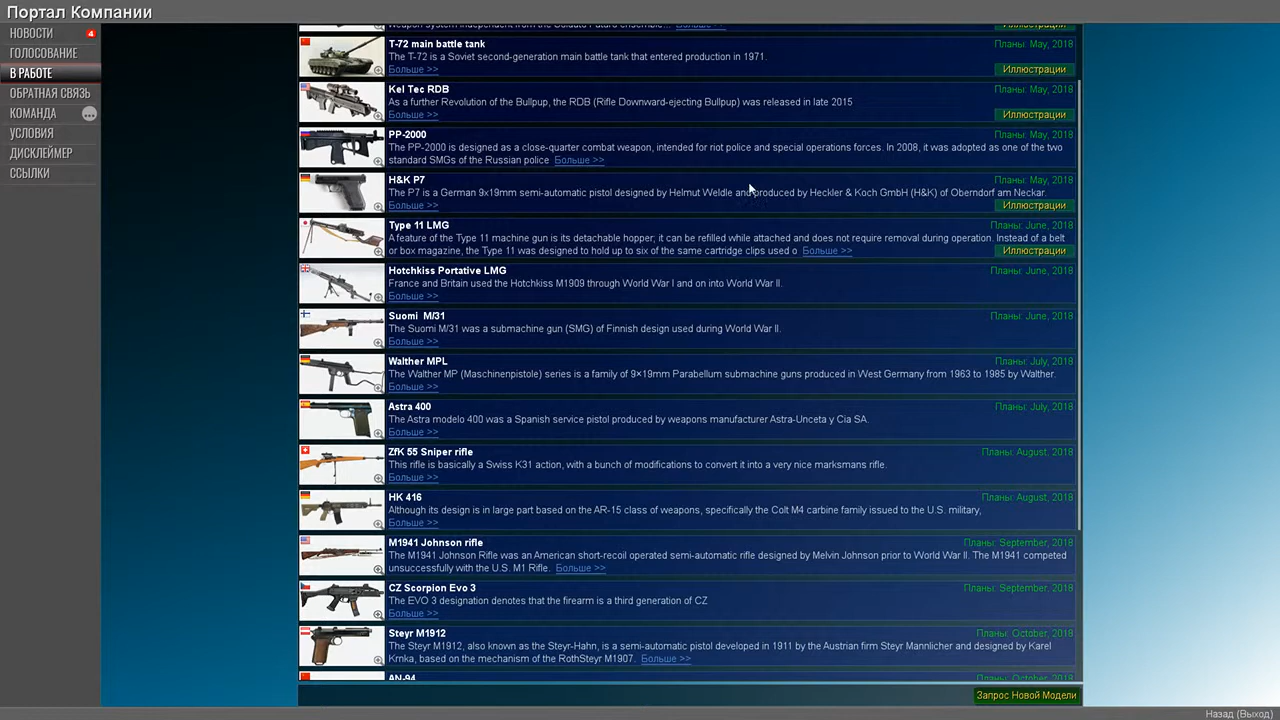 Портал Компании
НОВОСТИ
4
ГОЛОСОВАНИЕ
В РАБОТЕ
ОБРАТНАЯ СВЯЗЬ
УСЛОВИЯ
ДИСКЛЕЙМЕР
ССЫЛКИ
Weapon system independent from the Soldato Futuro ensemble... Больше >>
Иллюстрации
T-72 main battle tank
Планы: May, 2018
The T-72 is a Soviet second-generation main battle tank that entered production in 1971.
Больше >>
Иллюстрации
Kel Tec RDB
Планы: May, 2018
As a further Revolution of the Bullpup, the RDB (Rifle Downward-ejecting Bullpup) was released in late 2015
Больше >>
Иллюстрации
PP-2000
Планы: May, 2018
The PP-2000 is designed as a close-quarter combat weapon, intended for riot police and special operations forces. In 2008, it was adopted as one of the two
standard SMGs of the Russian police Больше >>
H&K P7
Планы: May, 2018
The P7 is a German 9x19mm semi-automatic pistol designed by Helmut Weldle and produced by Heckler & Koch GmbH (H&K) of Oberndorf am Neckar.
Больше >>
Иллюстрации
Type 11 LMG
Планы: June, 2018
A feature of the Type 11 machine gun is its detachable hopper, it can be refilled while attached and does not require removal during operation. Instead of a belt
or box magazine, the Type 11 was designed to hold up to six of the same cartridge clips used o Больше >>
Иллюстрации
Hotchkiss Portable LMG
Планы: June, 2018
France and Britain used the Hotchkiss M1909 through World War I and on into World War II.
Больше >>
Suomi M/31
Планы: June, 2018
The Suomi M/31 was a submachine gun (SMG) of Finnish design used during World War II.
Больше >>
Walther MPL
Планы: July, 2018
The Walther MP (Maschinenpistole) series is a family of 9×19mm Parabellum submachine guns produced in West Germany from 1963 to 1985 by Walther.
Больше >>
Astra 400
Планы: July, 2018
The Astra modelo 400 was a Spanish service pistol produced by weapons manufacturer Astra-Unceta y Cia SA
Больше >>
ZfK 55 Sniper rifle
Планы: August, 2018
This rifle is basically a Swiss K31 action, with a bunch of modifications to convert it into a very nice marksmans rifle.
Больше >>
HK 416
Планы: August, 2018
Although its design is in large part based on the AR-15 class of weapons, specifically the Colt M4 carbine family issued to the U.S. military,
Больше >>
M1941 Johnson rifle
Планы: September, 2018
The M1941 Johnson Rifle was an American short-recoil operated semi-automatic rifle designed by Melvin Johnson prior to World War II. The M1941 competed
unsuccessfully with the U.S. M1 Rifle. Больше >>
CZ Scorpion Evo 3
Планы: September, 2018
The EVO 3 designation denotes that the firearm is a third generation of CZ
Больше >>
Steyr M1912
Планы: October, 2018
The Steyr M1912, also known as the Steyr-Hahn, is a semi-automatic pistol developed in 1911 by the Austrian firm Steyr Mannlicher and designed by Karel
Krnka, based on the mechanism of the RothSteyr M1907. Больше >>
AN-94
Планы: October, 2018
Запрос Новой Модели
Назад (Выход)